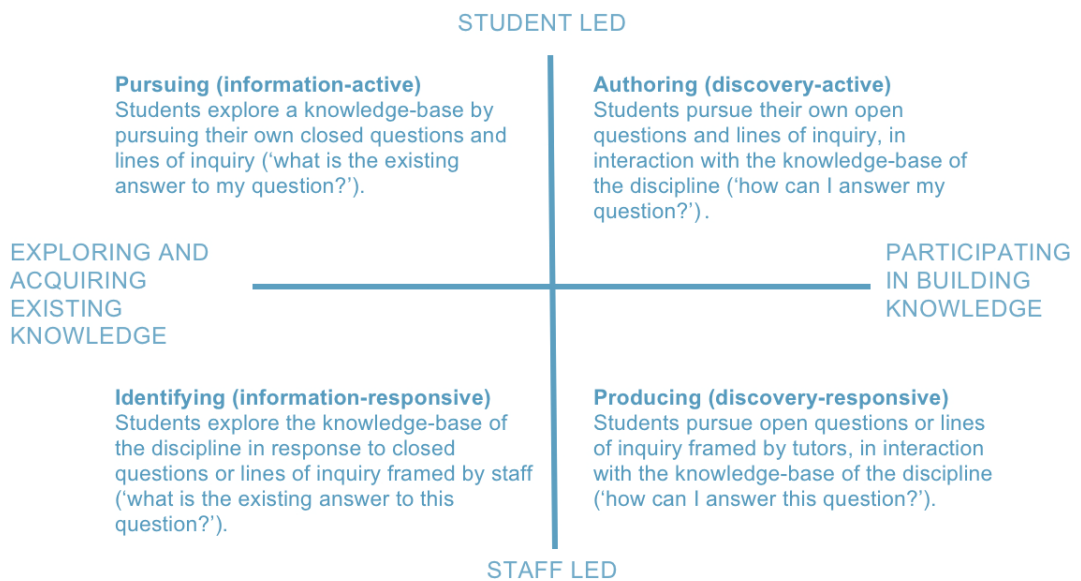 STUDENT LED
Pursuing (information-active)
Students explore a knowledge-base by
pursuing their own closed questions and
lines of inquiry (‘what is the existing
answer to my question?’).
Authoring (discovery-active)
Students pursue their own open
questions and lines of inquiry, in
interaction with the knowledge-base of
the discipline (‘how can I answer my
question?’).
EXPLORING AND
ACQUIRING
EXISTING
KNOWLEDGE
PARTICIPATING
IN BUILDING
KNOWLEDGE
Identifying (information-responsive)
Students explore the knowledge-base of
the discipline in response to closed
questions or lines of inquiry framed by staff
(‘what is the existing answer to this
question?’).
Producing (discovery-responsive)
Students pursue open questions or lines
of inquiry framed by tutors, in interaction
with the knowledge-base of the discipline
(‘how can I answer this question?’).
STAFF LED